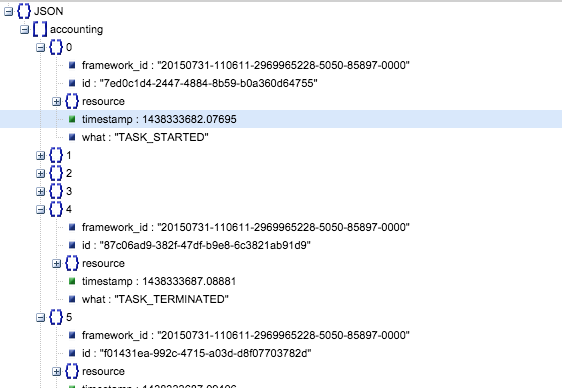 JSON
accounting
0
framework_id : "20150731-110611-2969965228-5050-85897-0000"
id : "7ed0c1d4-2447-4884-8b59-b0a360d64755"
resource
timestamp : 1438333682.07695
what : "TASK_STARTED"
1
2
3
4
framework_id : "20150731-110611-2969965228-5050-85897-0000"
id : "87c06ad9-382f-47df-b9e8-6c3821ab91d9"
resource
timestamp : 1438333687.08881
what : "TASK_TERMINATED"
5
framework_id : "20150731-110611-2969965228-5050-85897-0000"
id : "f01431ea-992c-4715-a03d-d8f07703782d"
resource